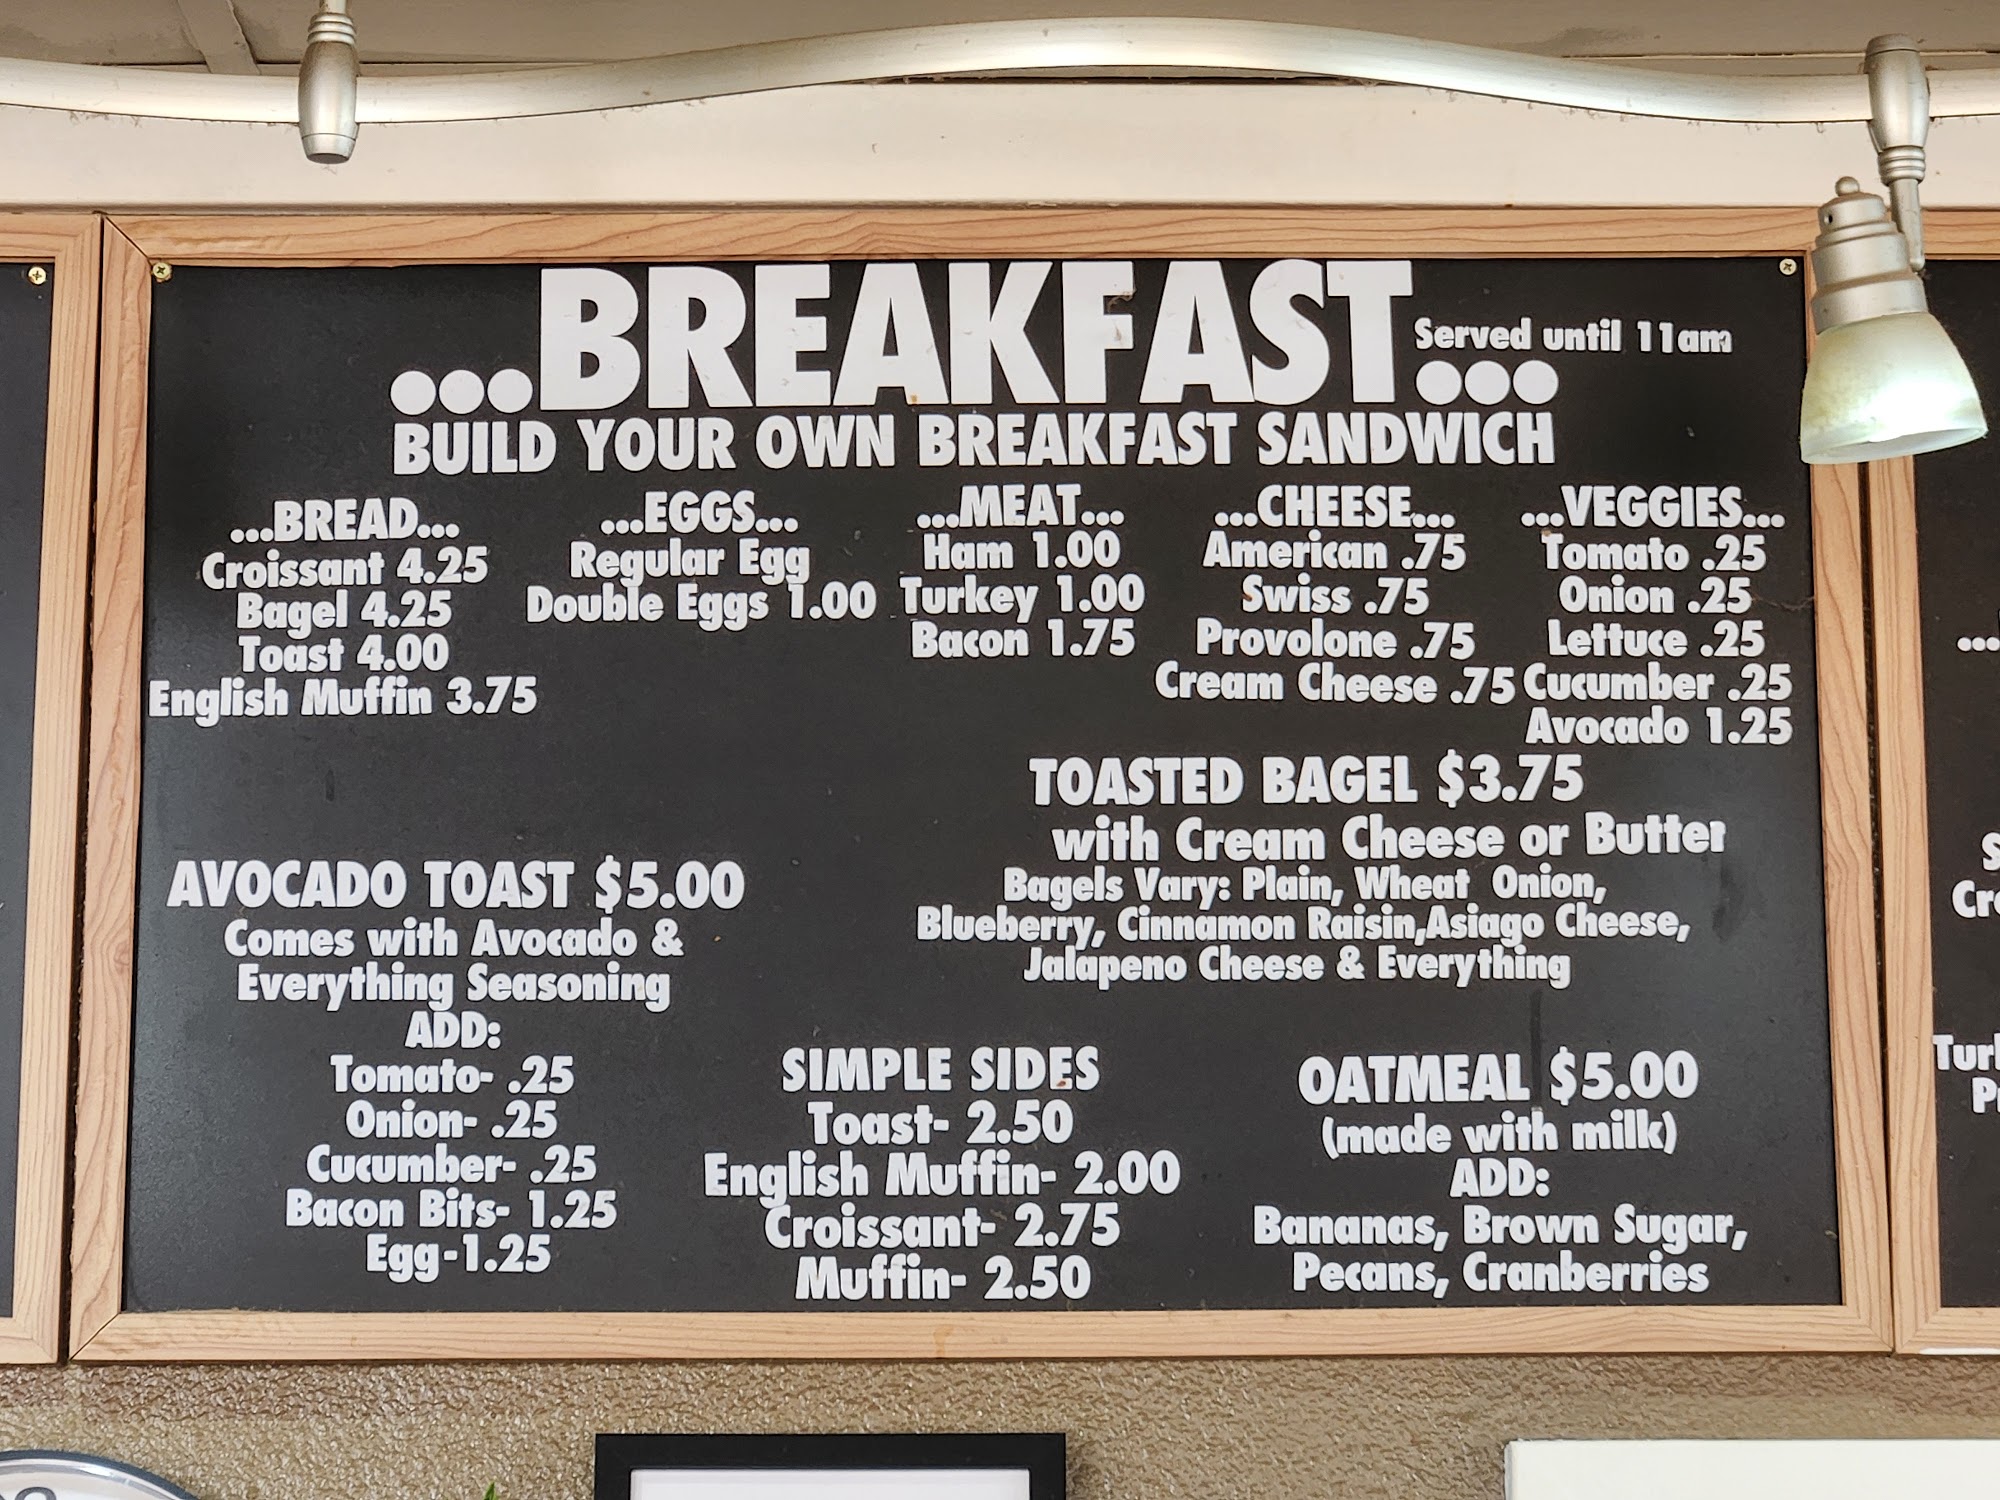 ...BREAKFAST...
Served until 11am
BUILD YOUR OWN BREAKFAST SANDWICH
...BREAD...
Croissant 4.25
Bagel 4.25
Toast 4.00
English Muffin 3.75
...EGGS...
Regular Egg
Double Eggs 1.00
...MEAT...
Ham 1.00
Turkey 1.00
Bacon 1.75
...CHEESE...
American .75
Swiss .75
Provolone .75
Cream Cheese .75
...VEGGIES...
Tomato .25
Onion .25
Lettuce .25
Cucumber .25
Avocado 1.25
TOASTED BAGEL $3.75
with Cream Cheese or Butter
Bagels Vary: Plain, Wheat Onion,
Blueberry, Cinnamon Raisin,Asiago Cheese,
Jalapeno Cheese & Everything
AVOCADO TOAST $5.00
Comes with Avocado &
Everything Seasoning
ADD:
Tomato- .25
Onion- .25
Cucumber- .25
Bacon Bits- 1.25
Egg-1.25
SIMPLE SIDES
Toast- 2.50
English Muffin- 2.00
Croissant- 2.75
Muffin- 2.50
OATMEAL $5.00
(made with milk)
ADD:
Bananas, Brown Sugar,
Pecans, Cranberries